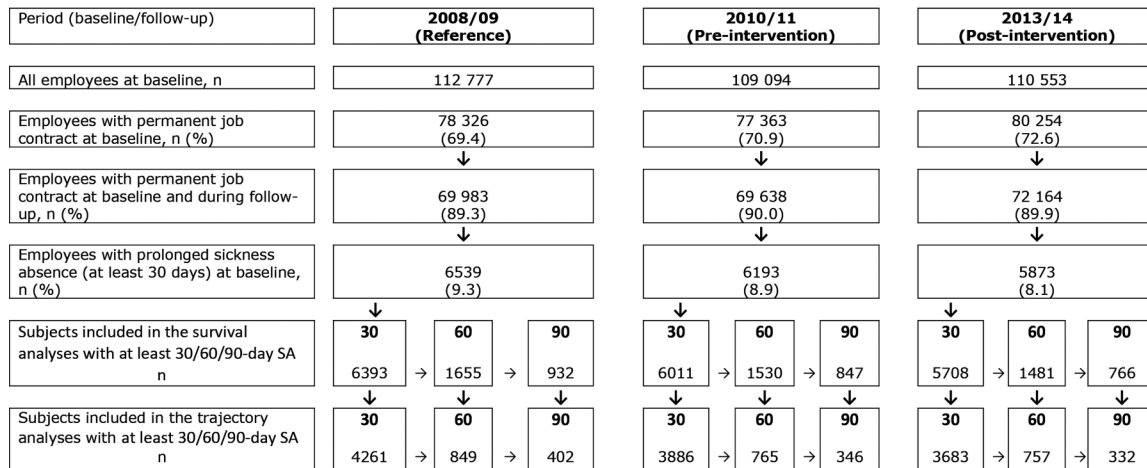 Period (baseline/follow-up)
2008/09
(Reference)
2010/11
(Pre-intervention)
2013/14
(Post-intervention)
All employees at baseline, n
112 777
109 094
110 553
Employees with permanent job
contract at baseline, n (%)
78 326
(69.4)
77 363
(70.9)
80 254
(72.6)
↓ ↓ ↓
Employees with permanent job
contract at baseline and during follow-
up, n (%)
69 983
(89.3)
69 638
(90.0)
72 164
(89.9)
↓ ↓ ↓
Employees with prolonged sickness
absence (at least 30 days) at baseline,
n (%)
6539
(9.3)
6193
(8.9)
5873
(8.1)
↓ ↓ ↓
Subjects included in the survival
analyses with at least 30/60/90-day SA
n
30 60 90
6393 → 1655 → 932
30 60 90
6011 → 1530 → 847
30 60 90
5708 → 1481 → 766
↓ ↓ ↓ ↓ ↓ ↓ ↓ ↓ ↓
Subjects included in the trajectory
analyses with at least 30/60/90-day SA
n
30 60 90
4261 849 402
30 60 90
3886 765 346
30 60 90
3683 757 332